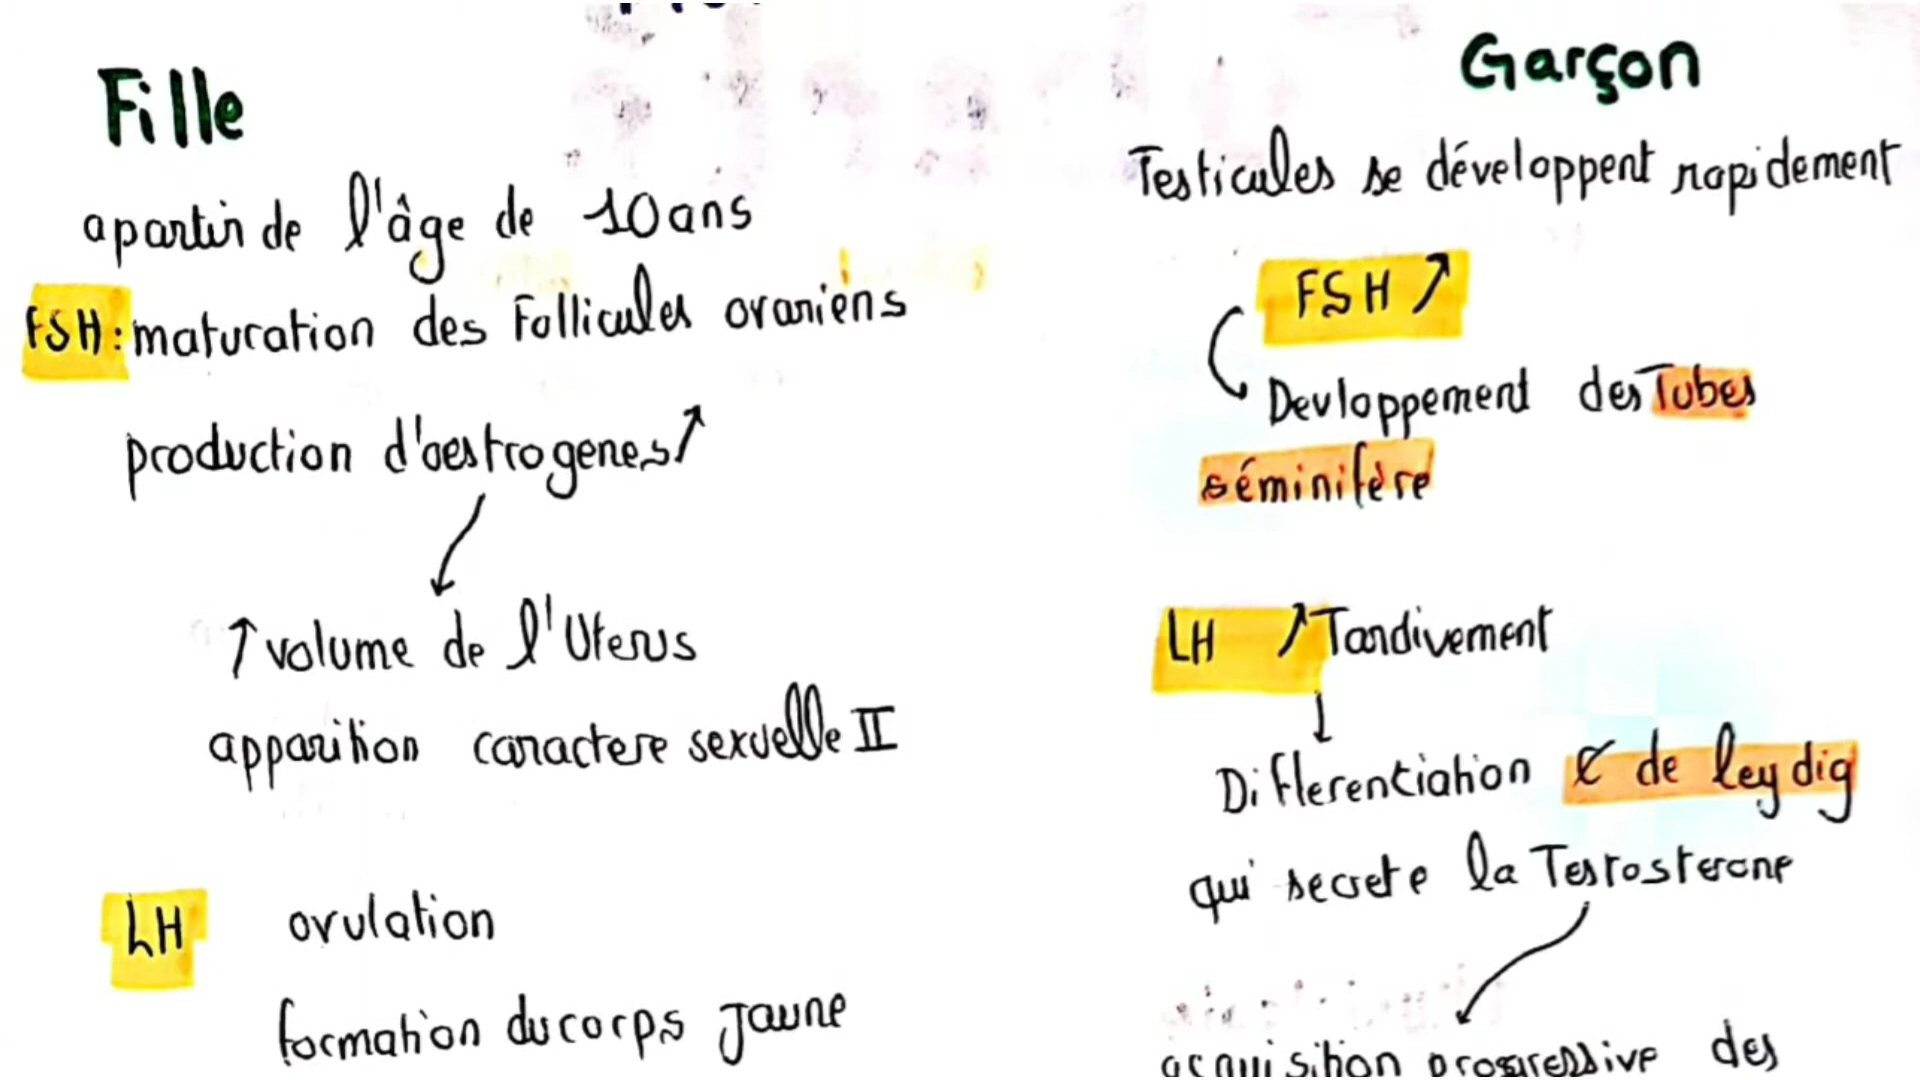 Fille
apartir de l'âge de 10ans
FSH: maturation des Follicules ovariens
production d'oestrogenes↗
↑ volume de l'Uterus
apparition caractere sexuelle II
LH ovulation
formation du corps Jaune
Garçon
Testicules se développent rapidement
FSH ↗
Devloppement des Tubes
séminifère
LH ↗ Tardivement
Differenciation ₡ de leydig
qui secrete la Testosterone
acquisition progressive des